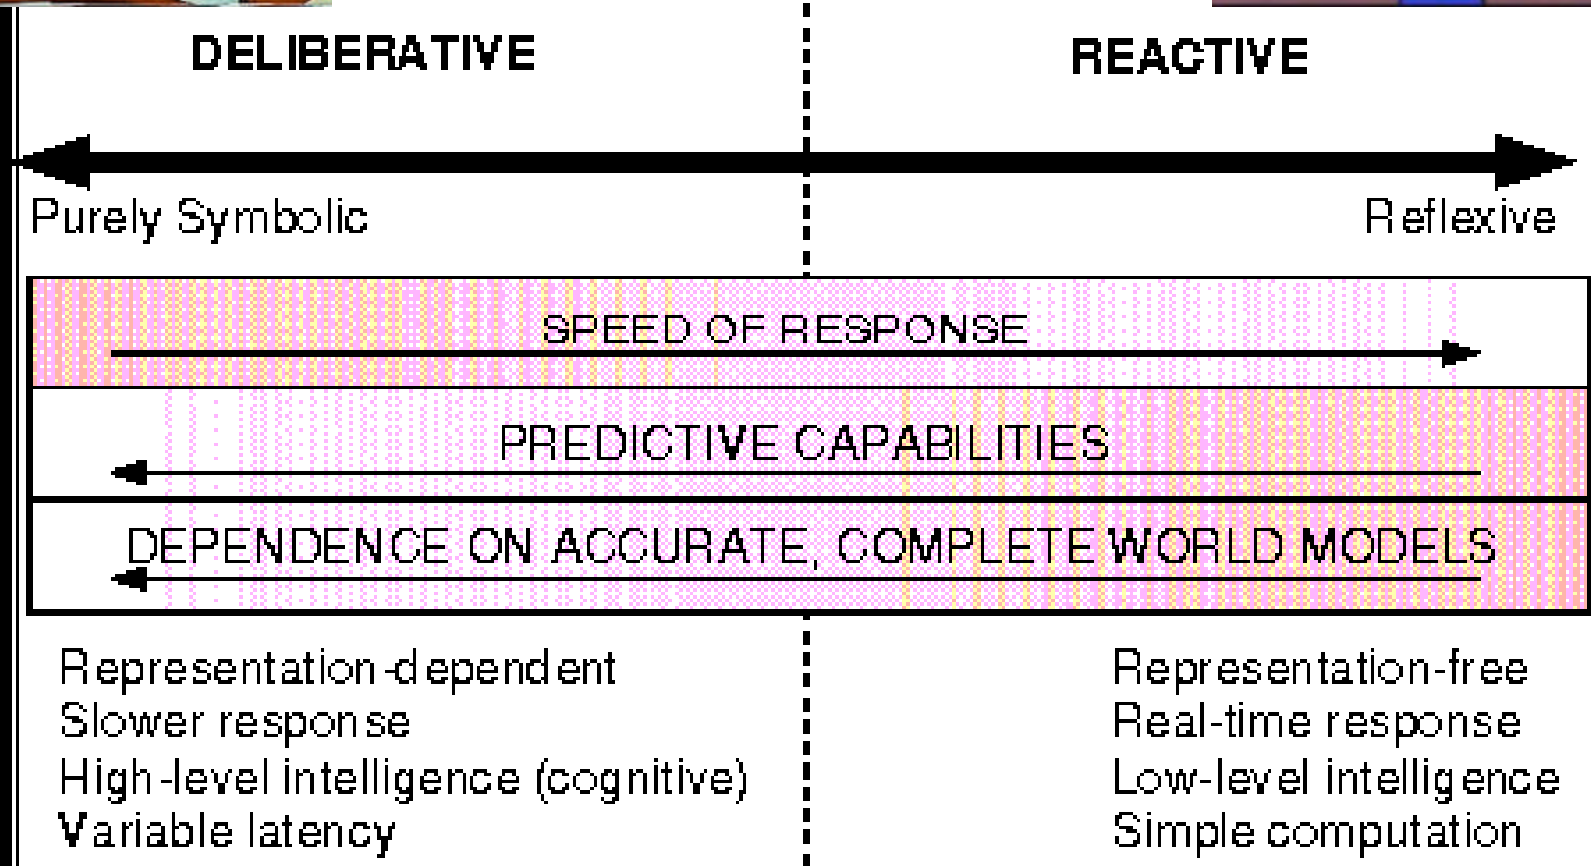 DELIBERATIVE
REACTIVE
Purely Symbolic
Reflexive
SPEED OF RESPONSE
PREDICTIVE CAPABILITIES
DEPENDENCE ON ACCURATE, COMPLETE WORLD MODELS
Representation-dependent
Slower response
High-level intelligence (cognitive)
Variable latency
Representation-free
Real-time response
Low-level intelligence
Simple computation